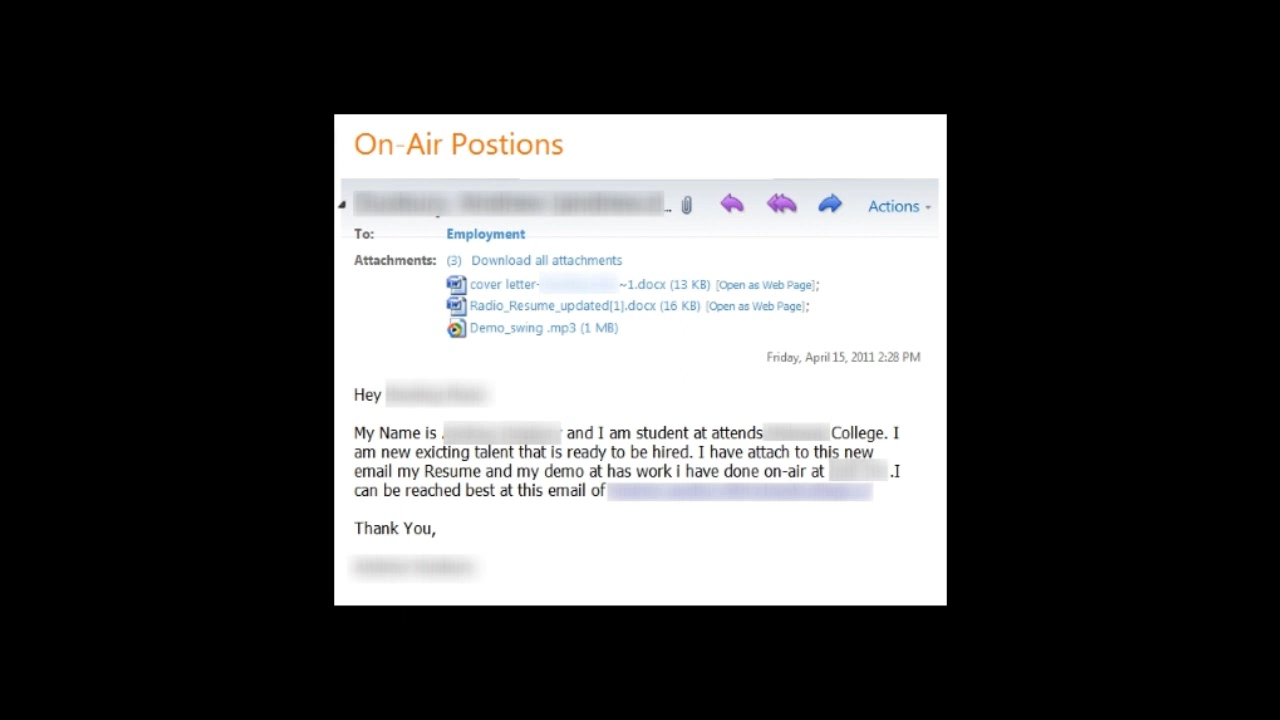 On-Air Postions
... Actions
To: Employment
Attachments: (3) Download all attachments
cover letter- ~1.docx (13 KB) [Open as Web Page];
Radio_Resume_updated[1].docx (16 KB) [Open as Web Page];
Demo_swing .mp3 (1 MB)
Friday, April 15, 2011 2:28 PM
Hey
My Name is and I am student at attends College. I
am new exicting talent that is ready to be hired. I have attach to this new
email my Resume and my demo at has work i have done on-air at .I
can be reached best at this email of
Thank You,